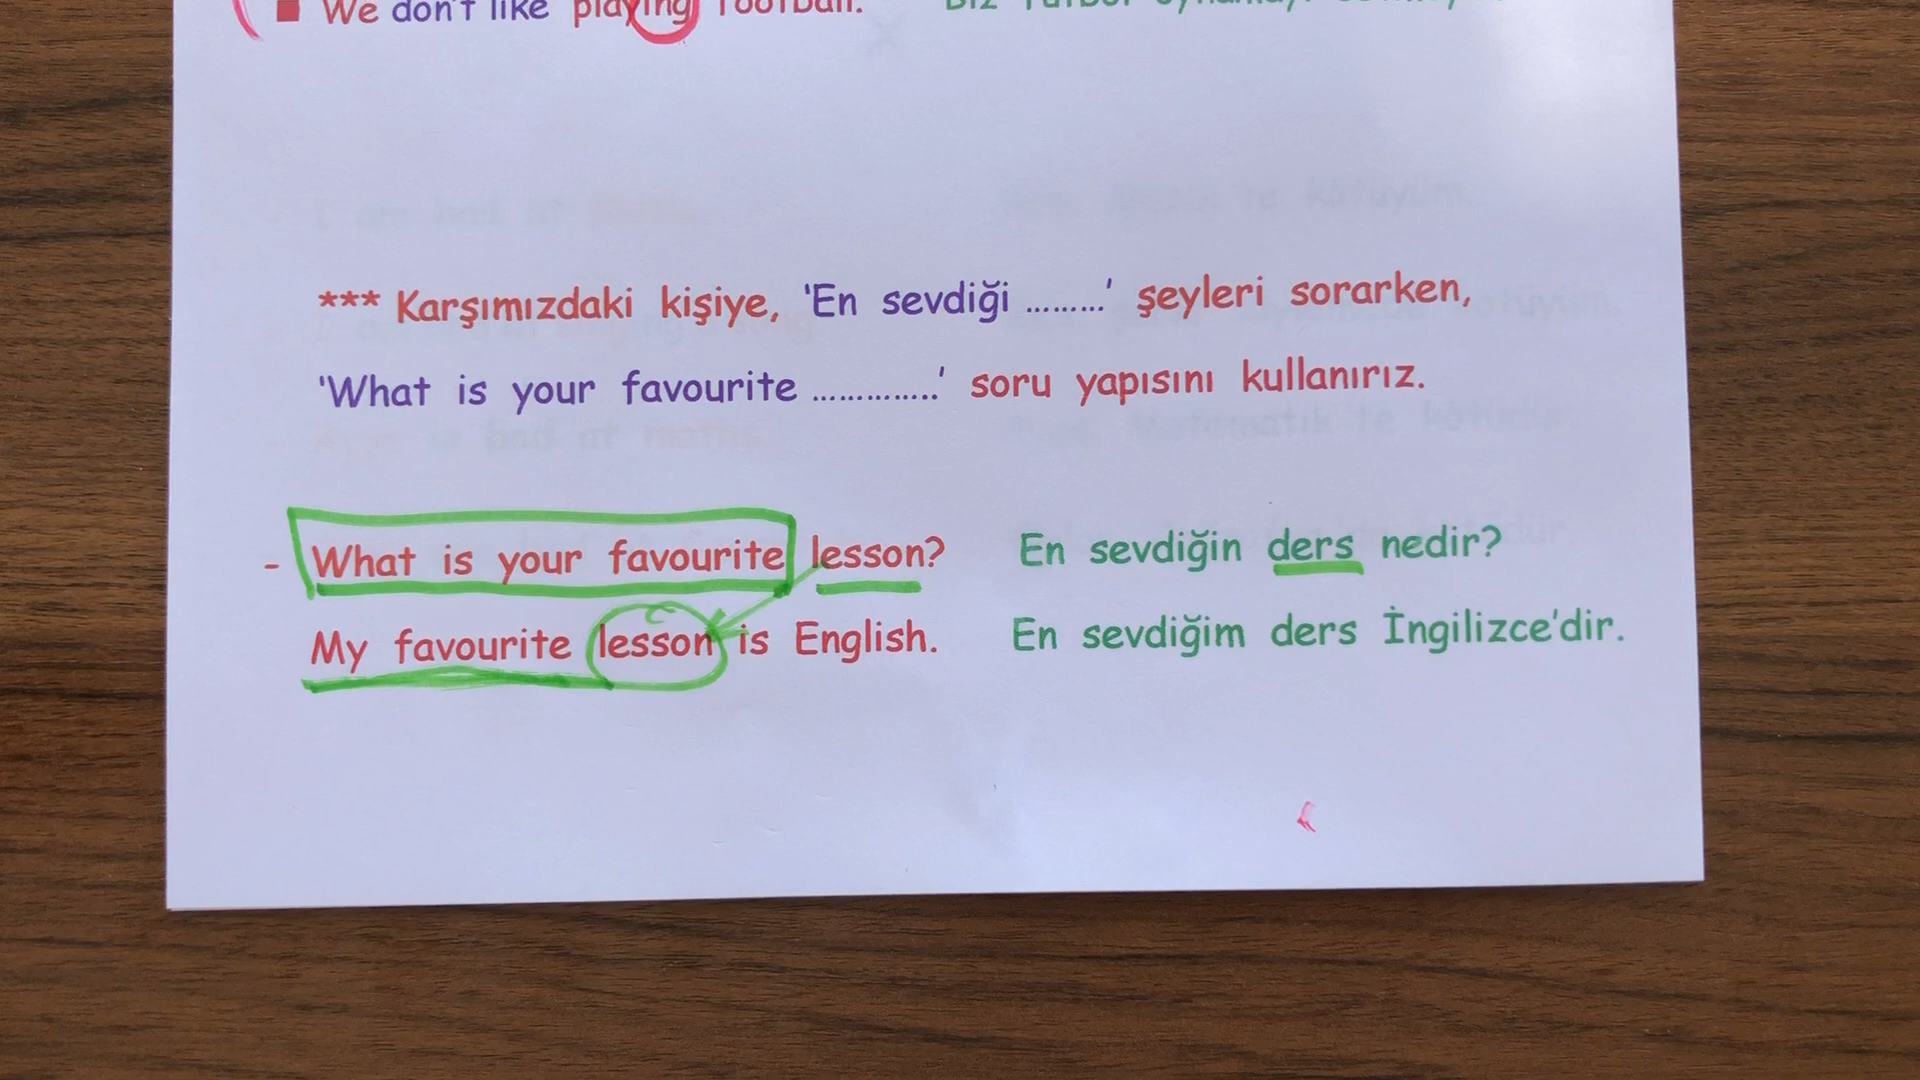 We don't like playing football.
*** Karşımızdaki kişiye, 'En sevdiği .........' şeyleri sorarken,
'What is your favourite ..............' soru yapısını kullanırız.
- What is your favourite lesson? En sevdiğin ders nedir?
My favourite lesson is English. En sevdiğim ders İngilizce'dir.